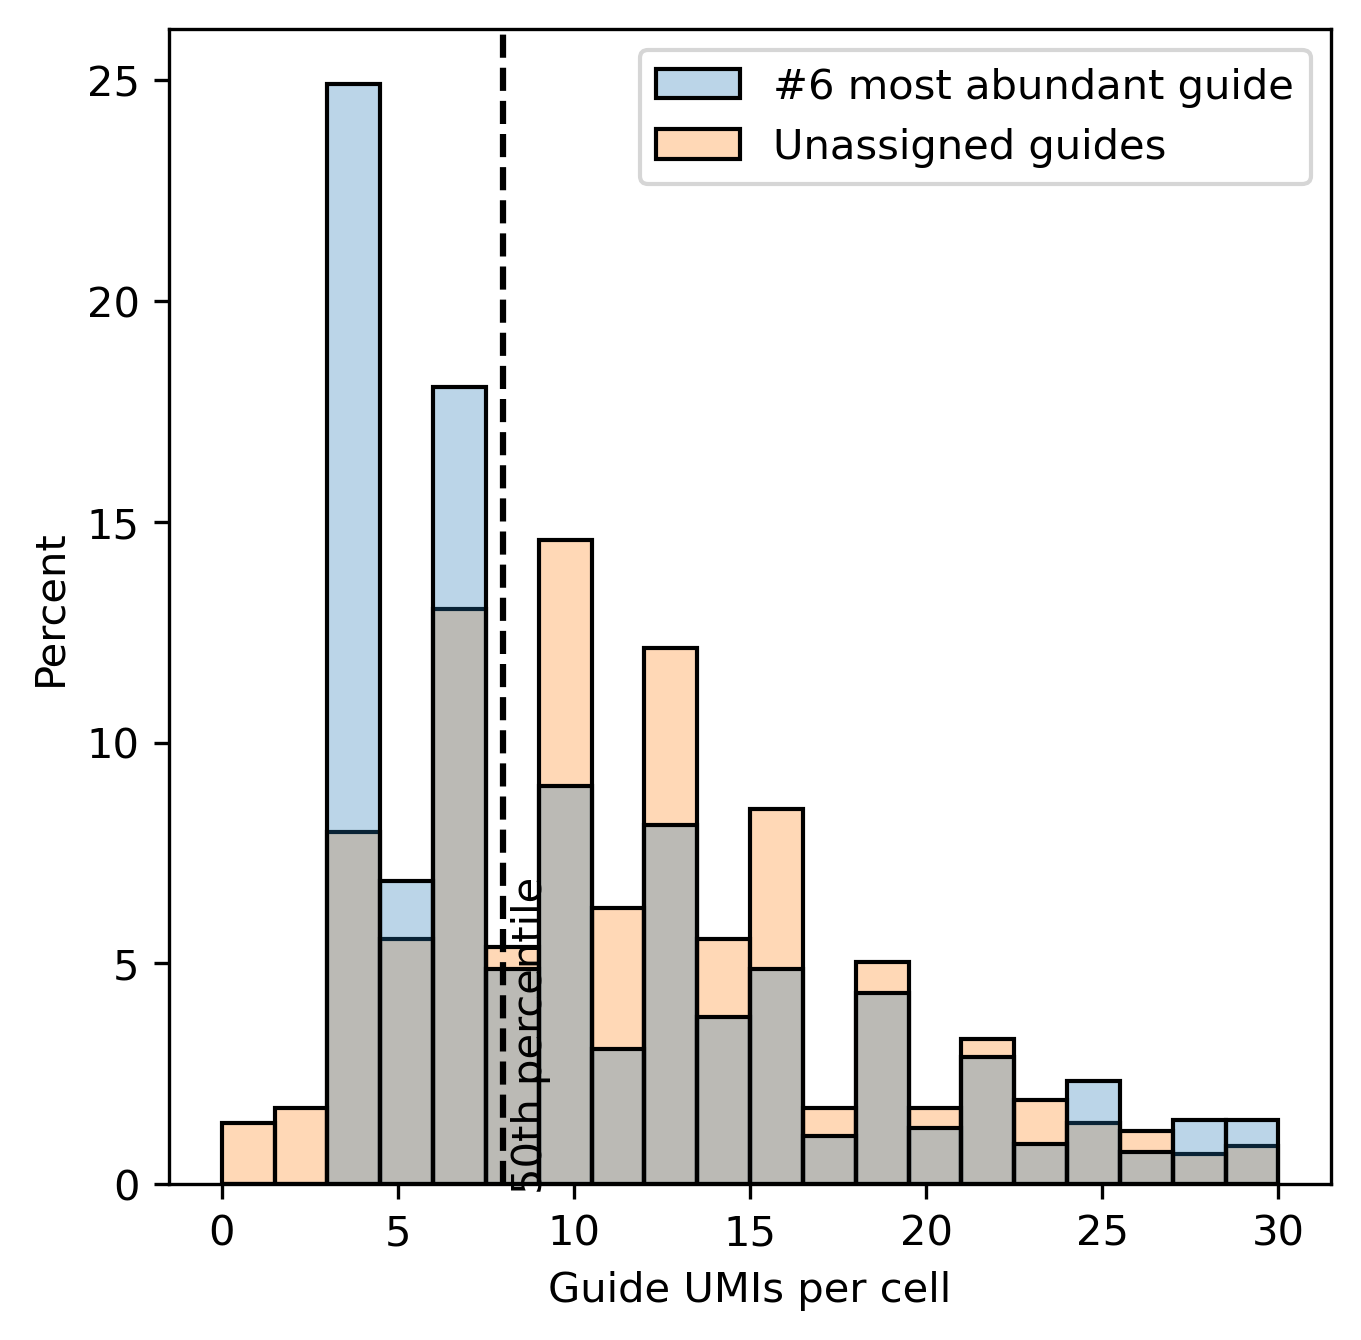 #6 most abundant guide
Unassigned guides
25
20
15
10
5
0
Percent
50th percentile
0 5 10 15 20 25 30
Guide UMIs per cell